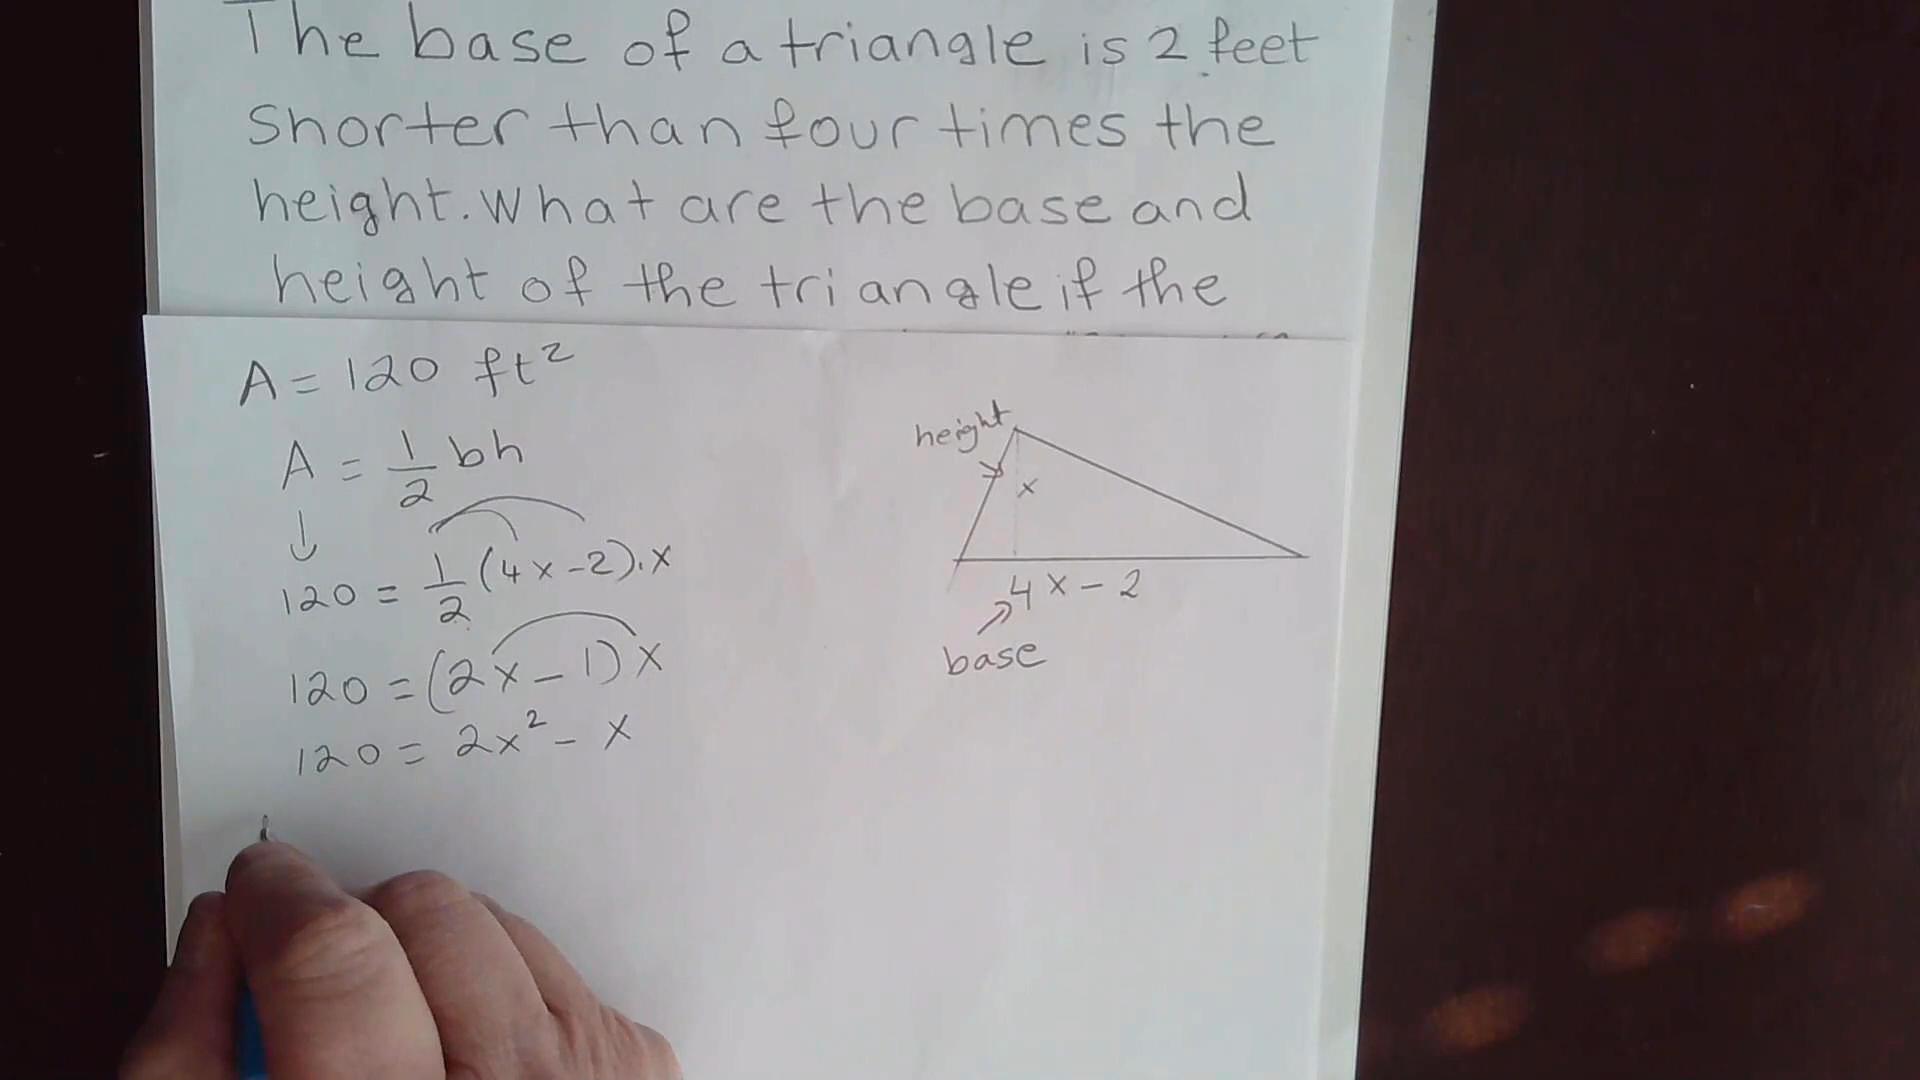 The base of a triangle is 2 feet
shorter than four times the
height. What are the base and
height of the triangle if the
A = 120 ft²
A = 1/2 bh
↓
120 = 1/2 (4x-2).x
120 = (2x-1)x
120 = 2x² - x
height
x
4x-2
base